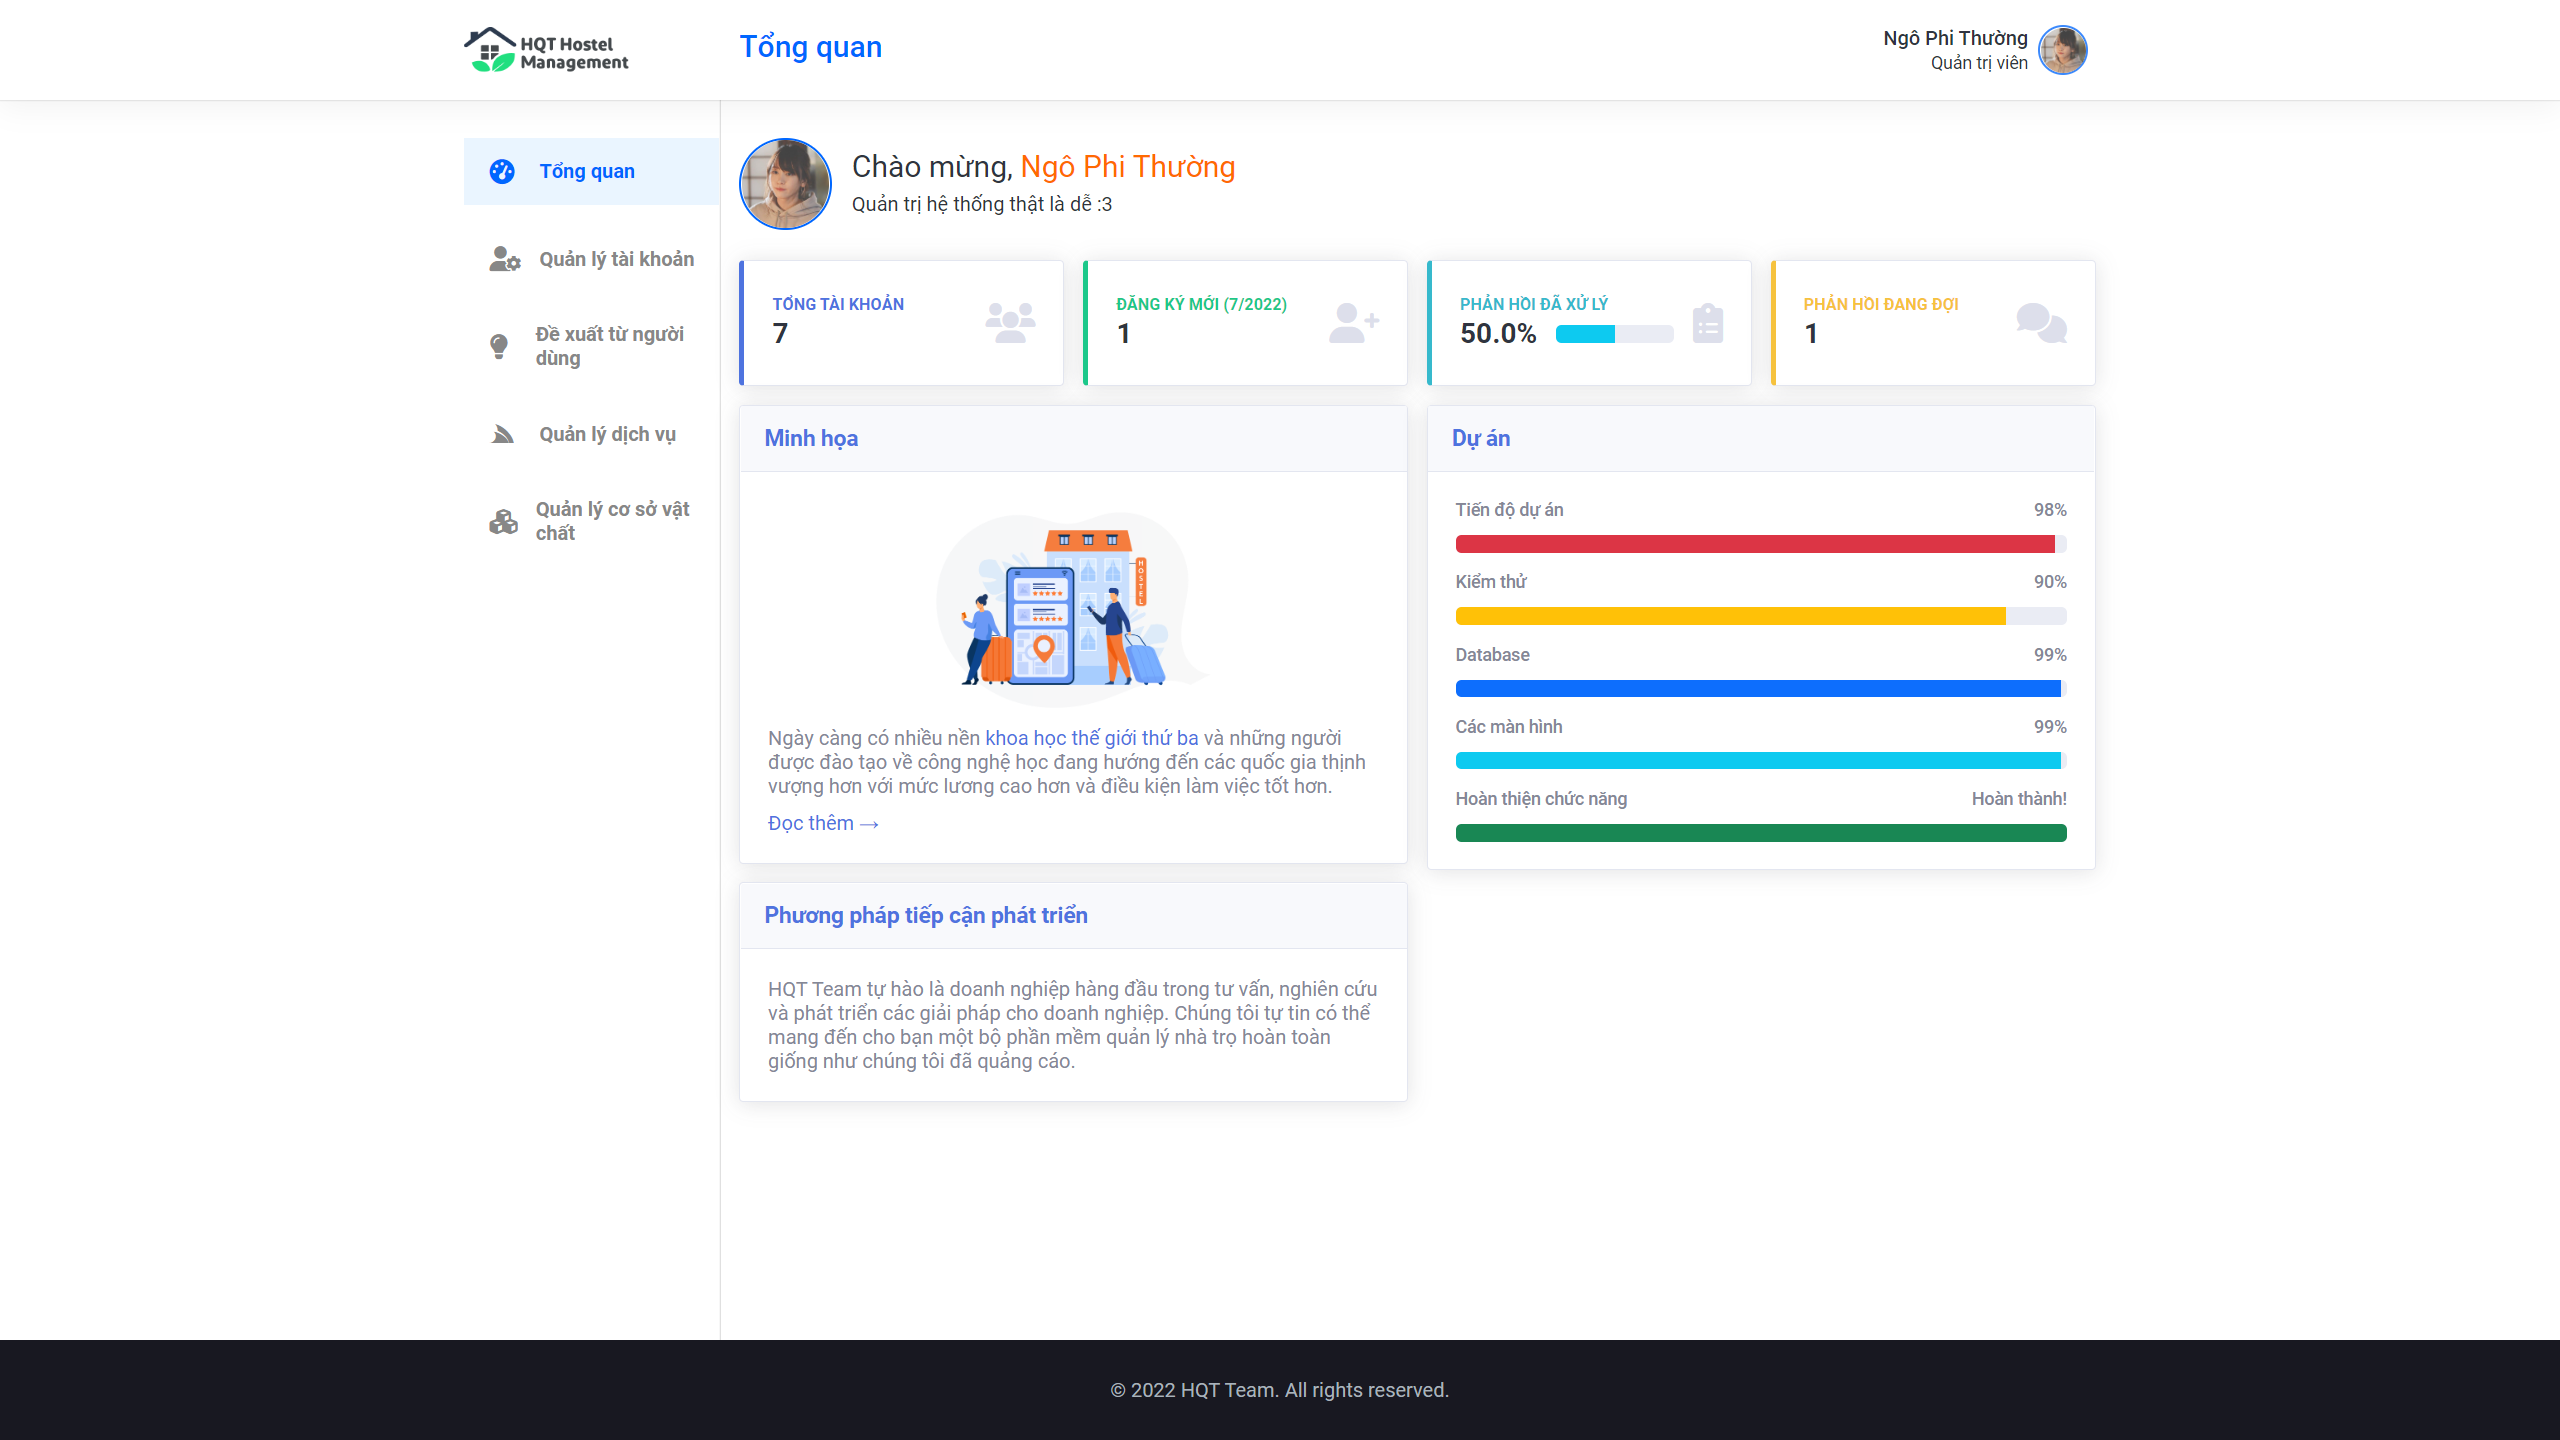 HQT Hostel
Management
Tổng quan
Ngô Phi Thường
Quản trị viên
Tổng quan
Quản lý tài khoản
Đề xuất từ người
dùng
Quản lý dịch vụ
Quản lý cơ sở vật
chất
Chào mừng, Ngô Phi Thường
Quản trị hệ thống thật là dễ :3
TỔNG TÀI KHOẢN
7
ĐĂNG KÝ MỚI (7/2022)
1
PHẢN HỒI ĐÃ XỬ LÝ
50.0%
PHẢN HỒI ĐANG ĐỢI
1
Minh họa
HOSTEL
Ngày càng có nhiều nền khoa học thế giới thứ ba và những người
được đào tạo về công nghệ học đang hướng đến các quốc gia thịnh
vượng hơn với mức lương cao hơn và điều kiện làm việc tốt hơn.
Đọc thêm →
Dự án
Tiến độ dự án 98%
Kiểm thử 90%
Database 99%
Các màn hình 99%
Hoàn thiện chức năng Hoàn thành!
Phương pháp tiếp cận phát triển
HQT Team tự hào là doanh nghiệp hàng đầu trong tư vấn, nghiên cứu
và phát triển các giải pháp cho doanh nghiệp. Chúng tôi tự tin có thể
mang đến cho bạn một bộ phần mềm quản lý nhà trọ hoàn toàn
giống như chúng tôi đã quảng cáo.
© 2022 HQT Team. All rights reserved.